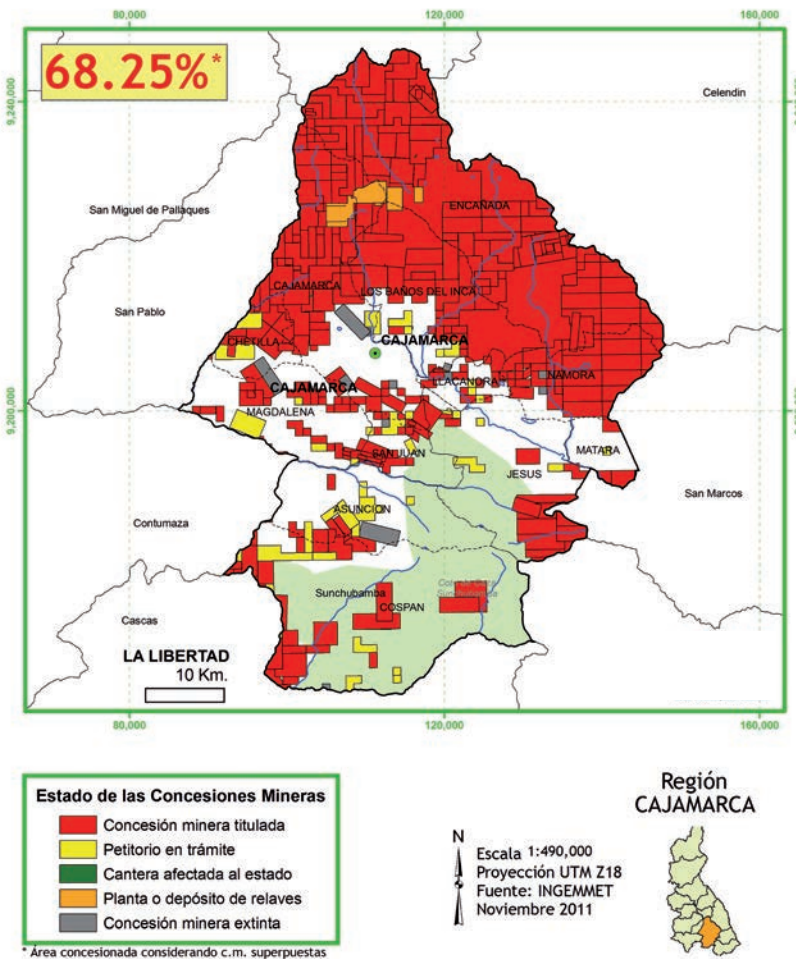 80,000
120,000
160,000
68.25%*
9,240,000
Celendin
San Miguel de Pallaques
ENCAÑADA
CAJAMARCA
LOS BAÑOS DEL INCA
San Pablo
CHETILLA
CAJAMARCA
CAJAMARCA
LLACANORA
NAMORA
9,200,000
MAGDALENA
SAN JUAN
MATARA
JESUS
San Marcos
ASUNCION
Contumaza
Sunchubamba
COSPAN
Sunchubamba
Cascas
LA LIBERTAD
10 Km.
80,000
120,000
160,000
Estado de las Concesiones Mineras
Concesión minera titulada
Petitorio en trámite
Cantera afectada al estado
Planta o depósito de relaves
Concesión minera extinta
* Área concesionada considerando c.m. superpuestas
N
Escala 1:490,000
Proyección UTM Z18
Fuente: INGEMMET
Noviembre 2011
Región
CAJAMARCA